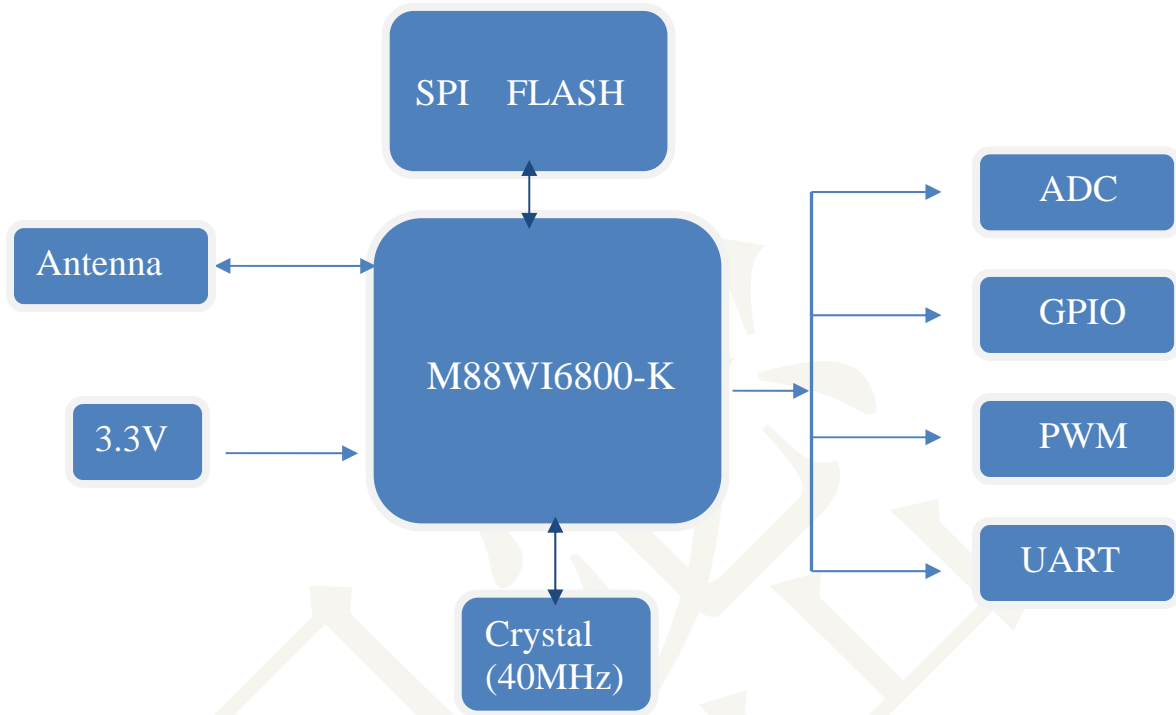 SPI FLASH
ADC
Antenna
GPIO
M88WI6800-K
3.3V
PWM
UART
Crystal
(40MHz)